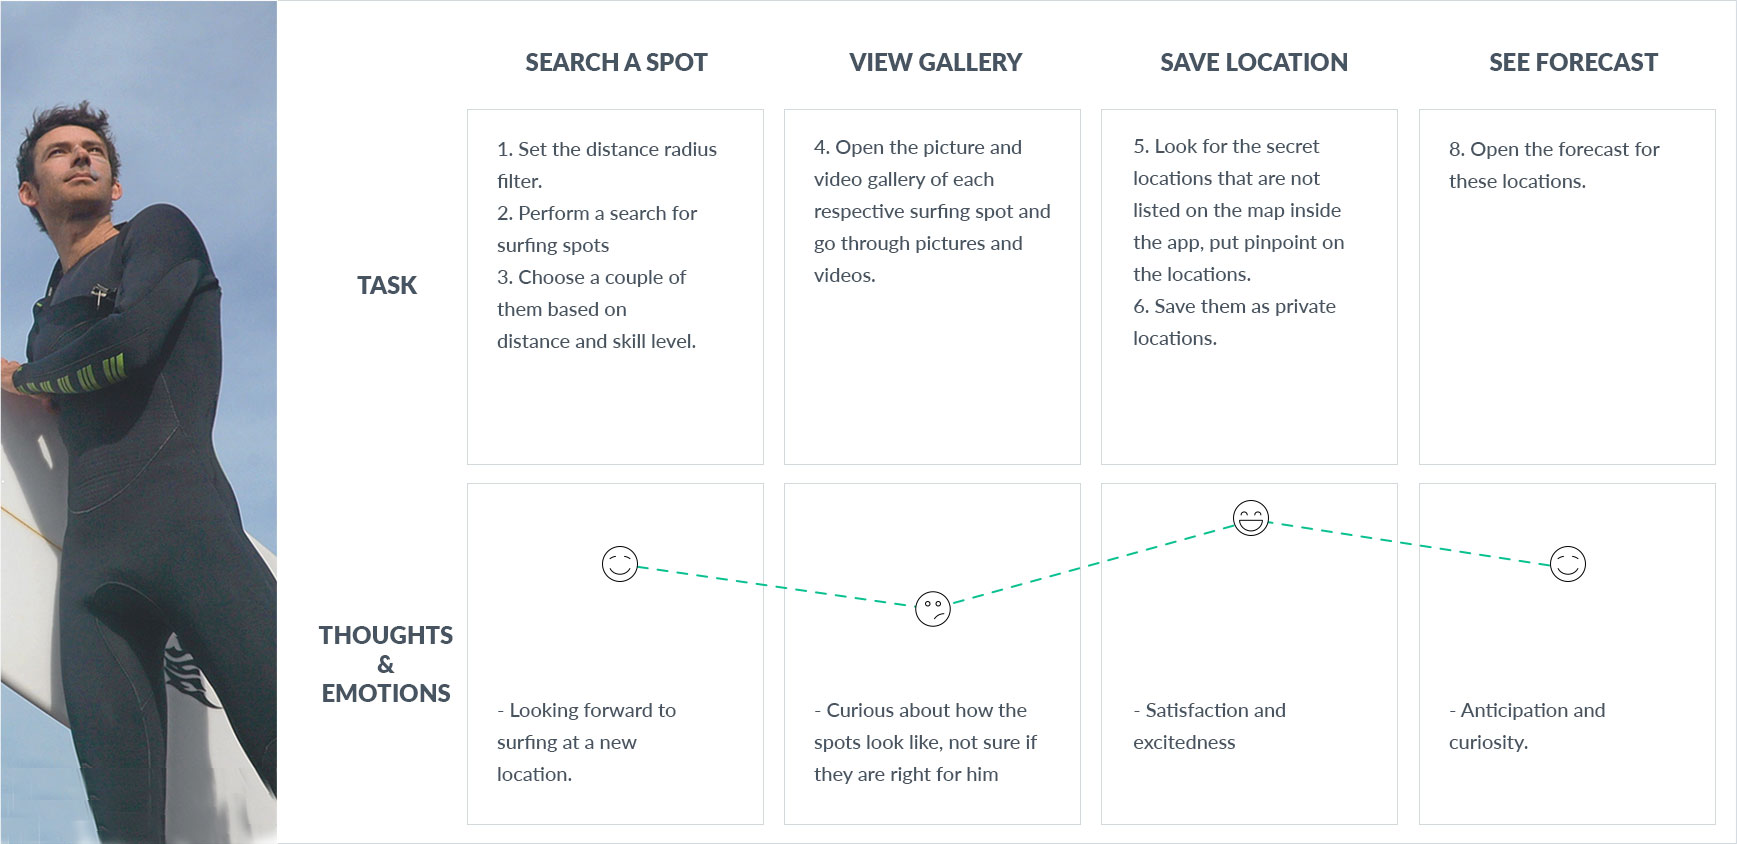 SEARCH A SPOT
VIEW GALLERY
SAVE LOCATION
SEE FORECAST
TASK
1. Set the distance radius
filter.
2. Perform a search for
surfing spots
3. Choose a couple of
them based on
distance and skill level.
4. Open the picture and
video gallery of each
respective surfing spot and
go through pictures and
videos.
5. Look for the secret
locations that are not
listed on the map inside
the app, put pinpoint on
the locations.
6. Save them as private
locations.
8. Open the forecast for
these locations.
THOUGHTS
&
EMOTIONS
- Looking forward to
surfing at a new
location.
- Curious about how the
spots look like, not sure if
they are right for him
- Satisfaction and
excitedness
- Anticipation and
curiosity.